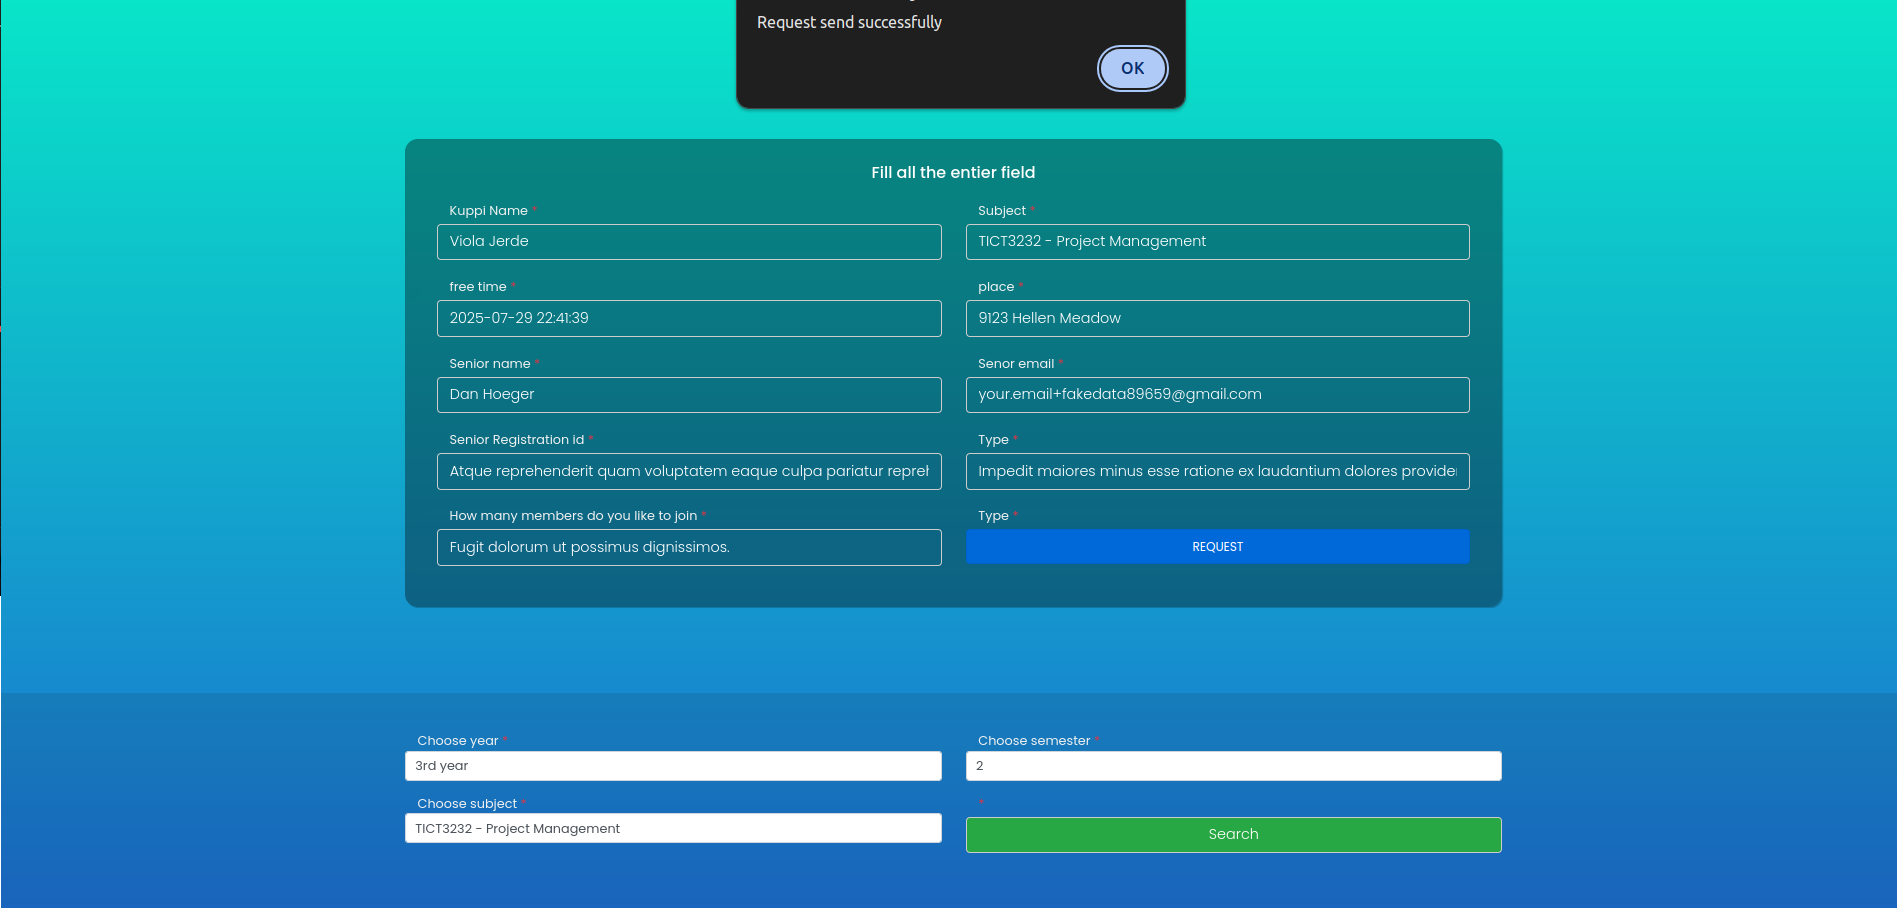 Request send successfully
OK
Fill all the entier field
Kuppi Name *
Subject *
Viola Jerde
TICT3232 - Project Management
free time *
place *
2025-07-29 22:41:39
9123 Hellen Meadow
Senior name *
Senor email *
Dan Hoeger
your.email+fakedata89659@gmail.com
Senior Registration id *
Type *
Atque reprehenderit quam voluptatem eaque culpa pariatur
Impedit maiores minus esse ratione ex laudantium dolores
How many members do you like to join *
Type *
Fugit dolorum ut possimus dignissimos.
REQUEST
Choose year *
Choose semester *
3rd year
2
Choose subject *
*
TICT3232 - Project Management
Search